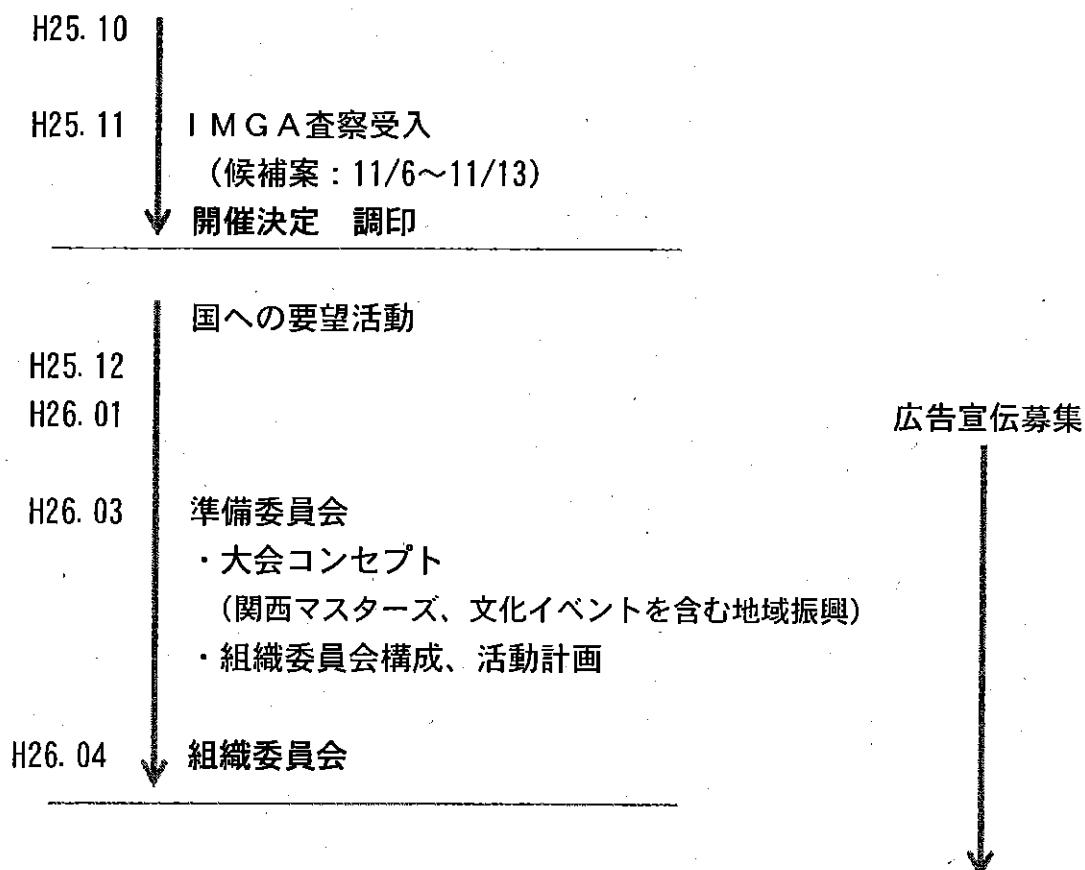 H25.10
H25.11 IMGA査察受入
(候補案:11/6~11/13)
開催決定 調印
国への要望活動
H25.12
H26.01 広告宣伝募集
H26.03 準備委員会
・大会コンセプト
(関西マスターズ、文化イベントを含む地域振興)
・組織委員会構成、活動計画
H26.04 組織委員会